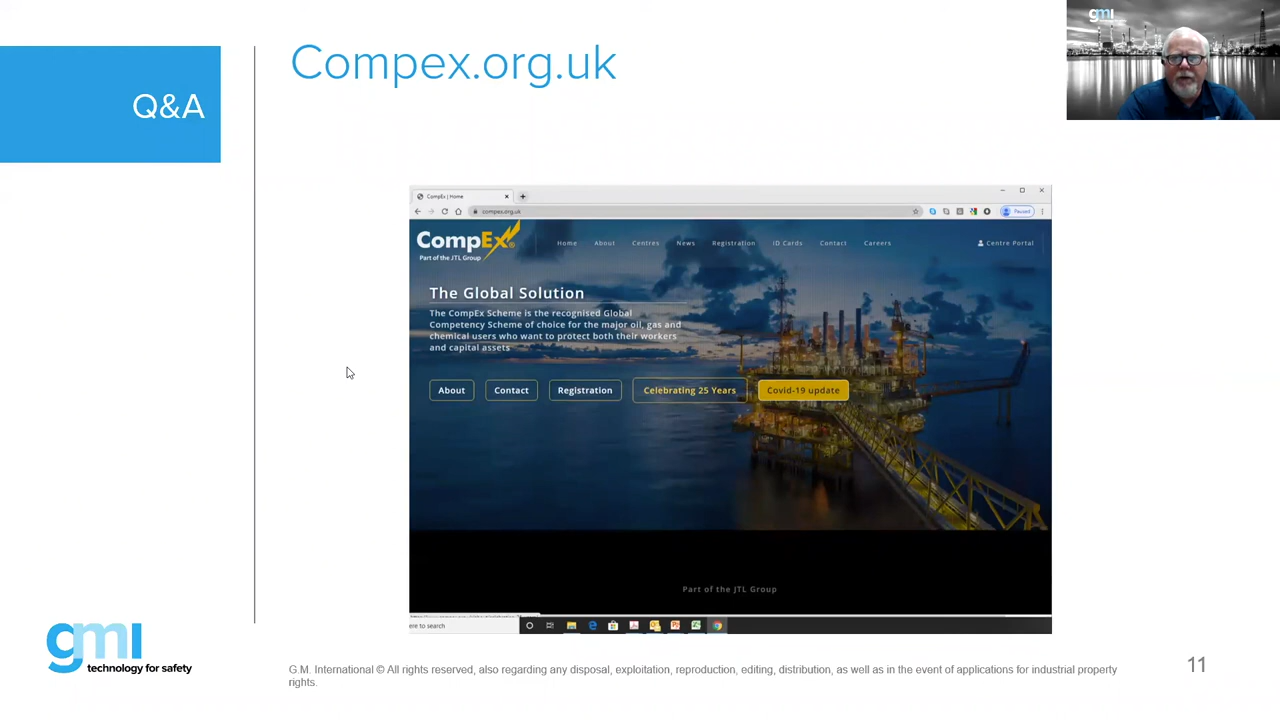 Compex.org.uk
gmi
Q&A
CompEx | Home
compex.org.uk
Paused
CompEx®
Part of the JTL Group
Home About Centres News Registration ID Cards Contact Careers Centre Portal
The Global Solution
The CompEx Scheme is the recognised Global
Competency Scheme of choice for the major oil, gas and
chemical users who want to protect both their workers
and capital assets
About Contact Registration Celebrating 25 Years Covid-19 update
Part of the JTL Group
ere to search
gmi
technology for safety
G.M. International © All rights reserved, also regarding any disposal, exploitation, reproduction, editing, distribution, as well as in the event of applications for industrial property
rights.
11